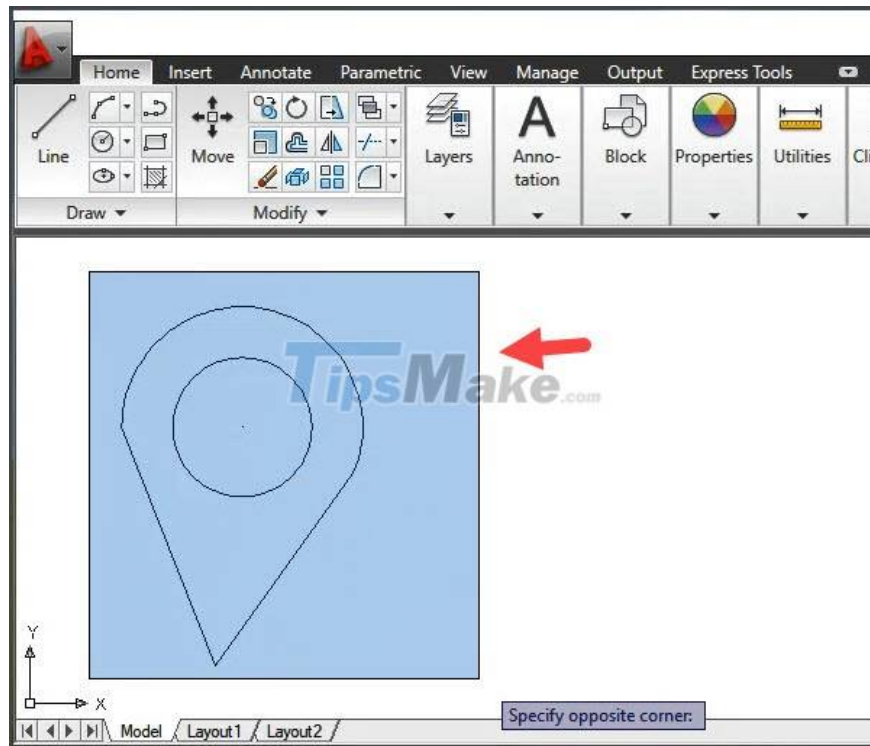 Home Insert Annotate Parametric View Manage Output Express Tools
Line
Move
Layers
Anno-
tation
Block
Properties
Utilities
Cli
Draw
Modify
TipsMake.com
Y
X
Specify opposite corner:
Model Layout1 Layout2